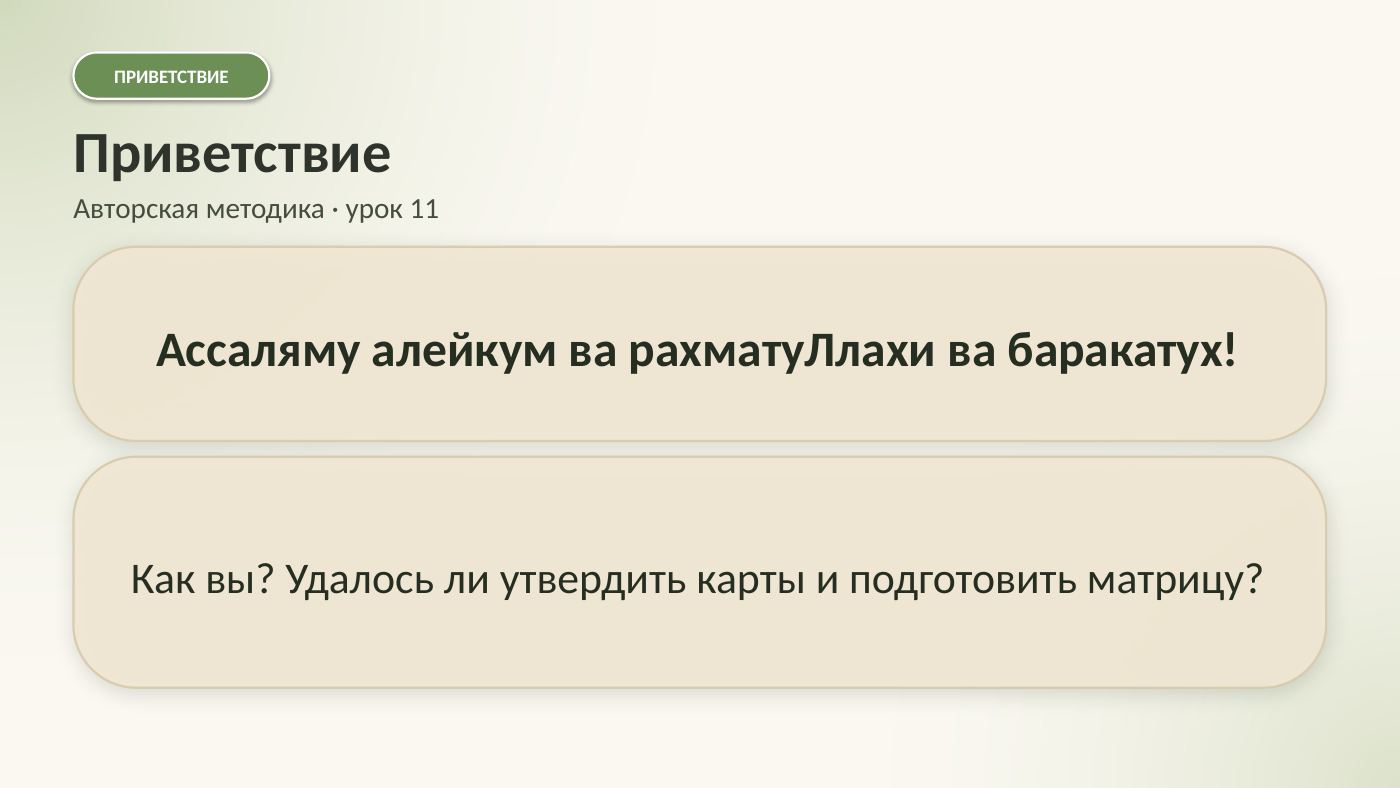 ПРИВЕТСТВИЕ
Приветствие
Авторская методика · урок 11
Ассаляму алейкум ва рахматуЛлахи ва баракатух!
Как вы? Удалось ли утвердить карты и подготовить матрицу?